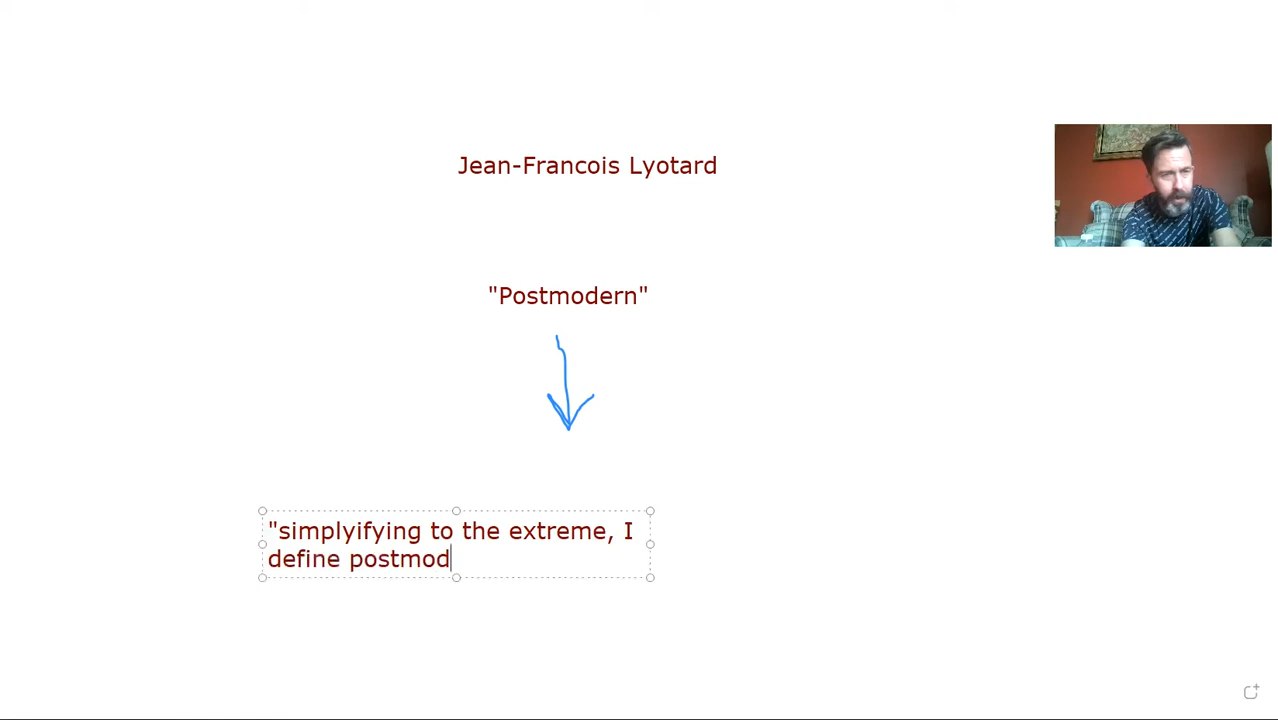 Jean-Francois Lyotard
"Postmodern"
"simplyifying to the extreme, I
define postmod